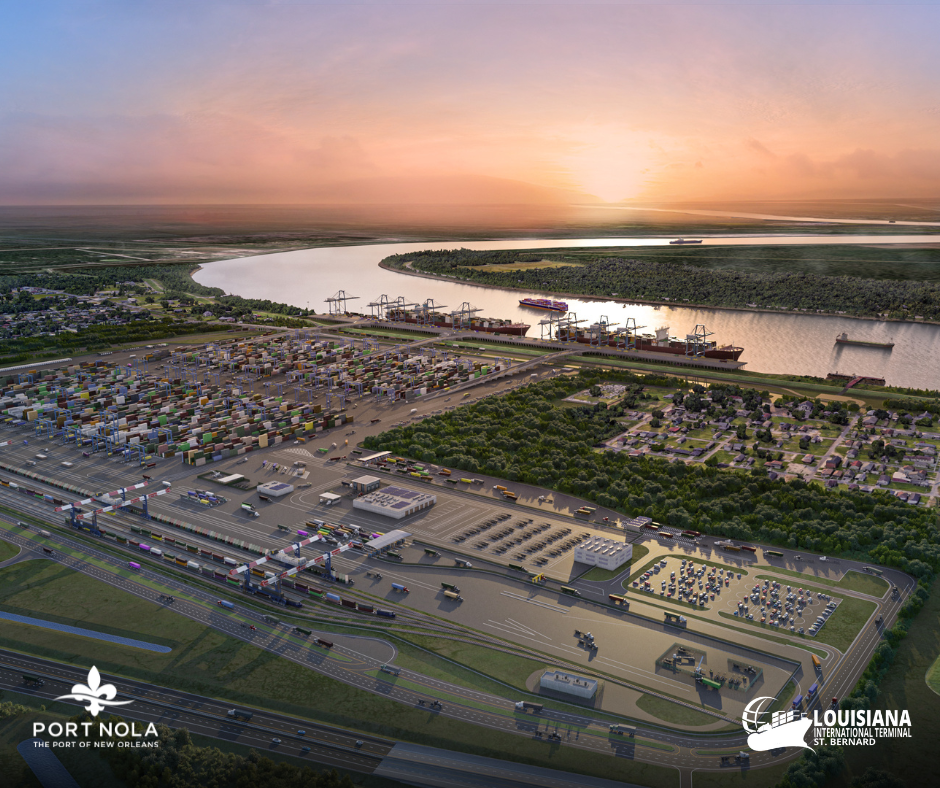 PORT NOLA
THE PORT OF NEW ORLEANS
LOUISIANA
INTERNATIONAL TERMINAL
ST. BERNARD